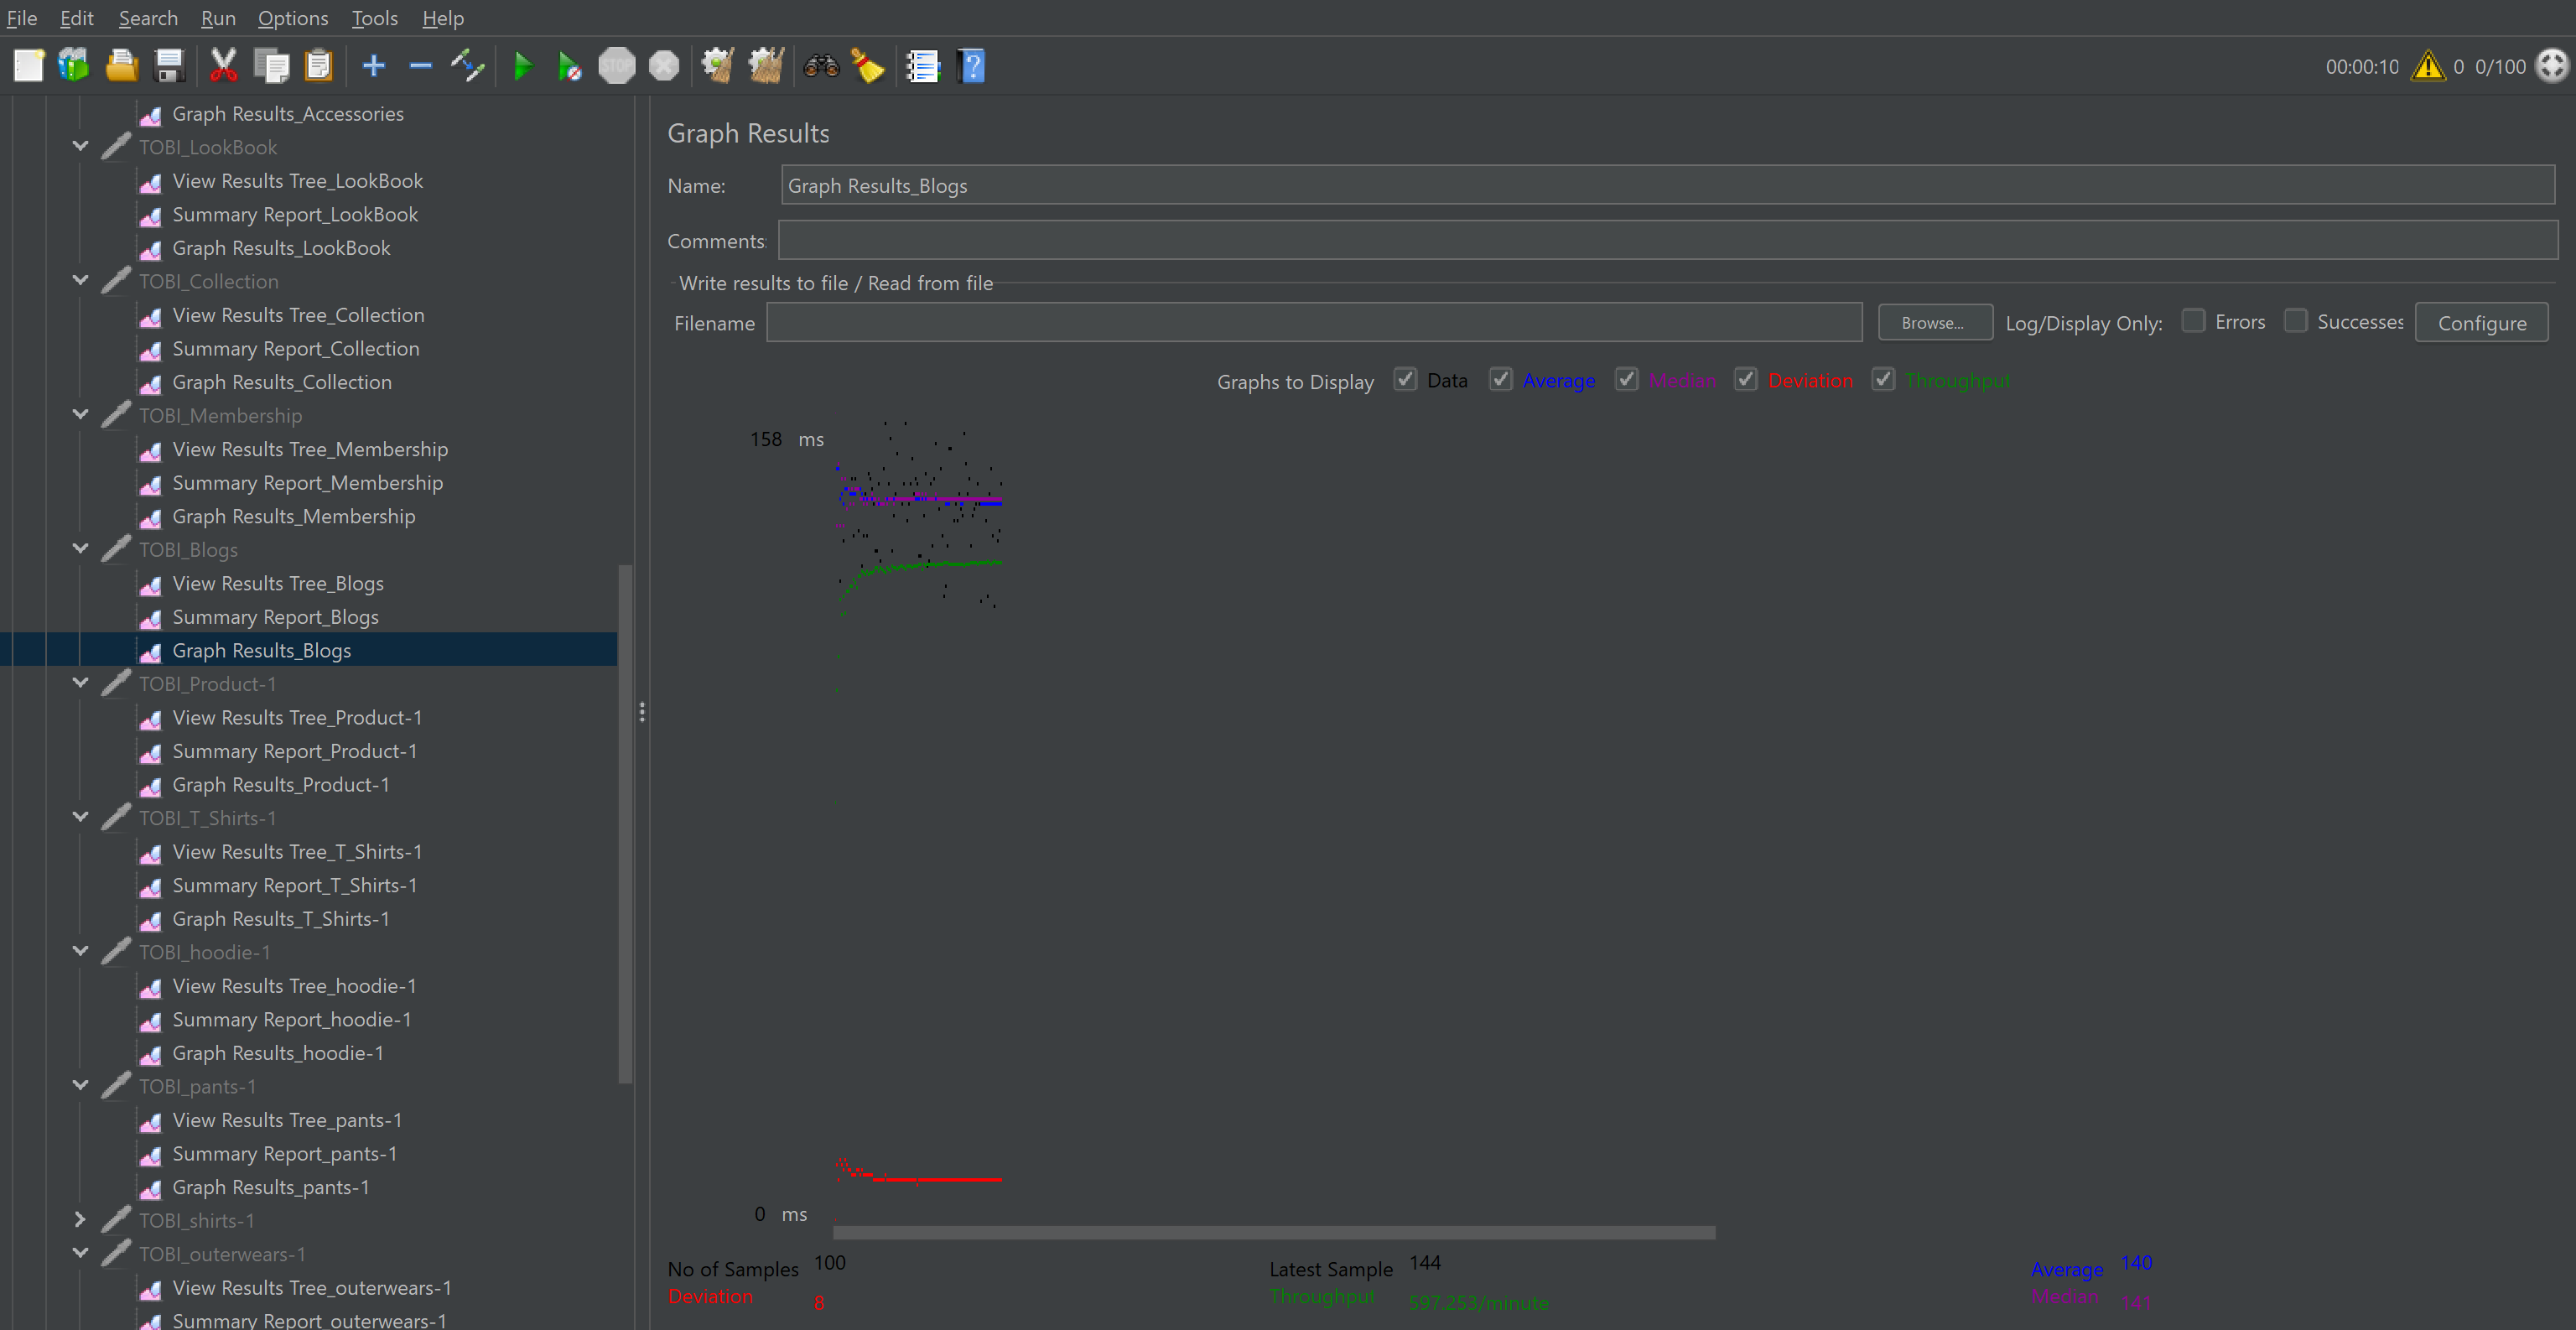 File Edit Search Run Options Tools Help
STOP
00:00:10 0 0/100
Graph Results_Accessories
TOBI_LookBook
View Results Tree_LookBook
Summary Report_LookBook
Graph Results_LookBook
TOBI_Collection
View Results Tree_Collection
Summary Report_Collection
Graph Results_Collection
TOBI_Membership
View Results Tree_Membership
Summary Report_Membership
Graph Results_Membership
TOBI_Blogs
View Results Tree_Blogs
Summary Report_Blogs
Graph Results_Blogs
TOBI_Product-1
View Results Tree_Product-1
Summary Report_Product-1
Graph Results_Product-1
TOBI_T_Shirts-1
View Results Tree_T_Shirts-1
Summary Report_T_Shirts-1
Graph Results_T_Shirts-1
TOBI_hoodie-1
View Results Tree_hoodie-1
Summary Report_hoodie-1
Graph Results_hoodie-1
TOBI_pants-1
View Results Tree_pants-1
Summary Report_pants-1
Graph Results_pants-1
TOBI_shirts-1
TOBI_outerwears-1
View Results Tree_outerwears-1
Summary Report_outerwears-1
Graph Results
Name: Graph Results_Blogs
Comments:
Write results to file / Read from file
Filename Browse... Log/Display Only: Errors Successes Configure
Graphs to Display Data Average Median Deviation Throughput
158 ms
0 ms
No of Samples 100 Latest Sample 144 Average 140
Deviation 8 Throughput 597.253/minute Median 141